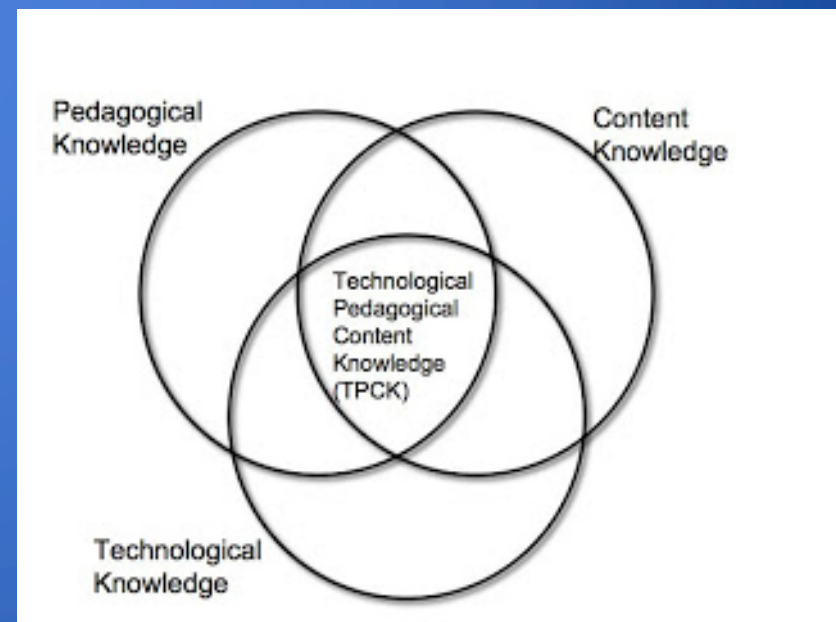 Pedagogical
Knowledge
Content
Knowledge
Technological
Pedagogical
Content
Knowledge
(TPCK)
Technological
Knowledge